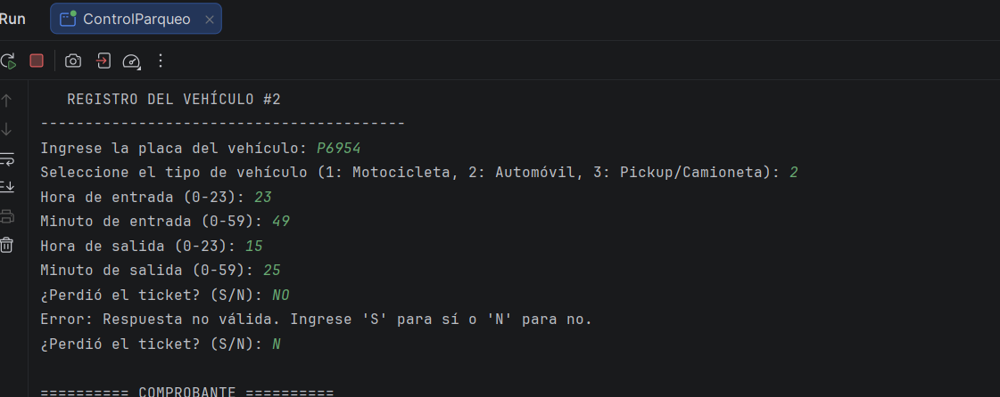 Run
ControlParqueo
REGISTRO DEL VEHÍCULO #2
-----------------------------------------
Ingrese la placa del vehículo: P6954
Seleccione el tipo de vehículo (1: Motocicleta, 2: Automóvil, 3: Pickup/Camioneta): 2
Hora de entrada (0-23): 23
Minuto de entrada (0-59): 49
Hora de salida (0-23): 15
Minuto de salida (0-59): 25
¿Perdió el ticket? (S/N): NO
Error: Respuesta no válida. Ingrese 'S' para sí o 'N' para no.
¿Perdió el ticket? (S/N): N
========== COMPROBANTE ==========